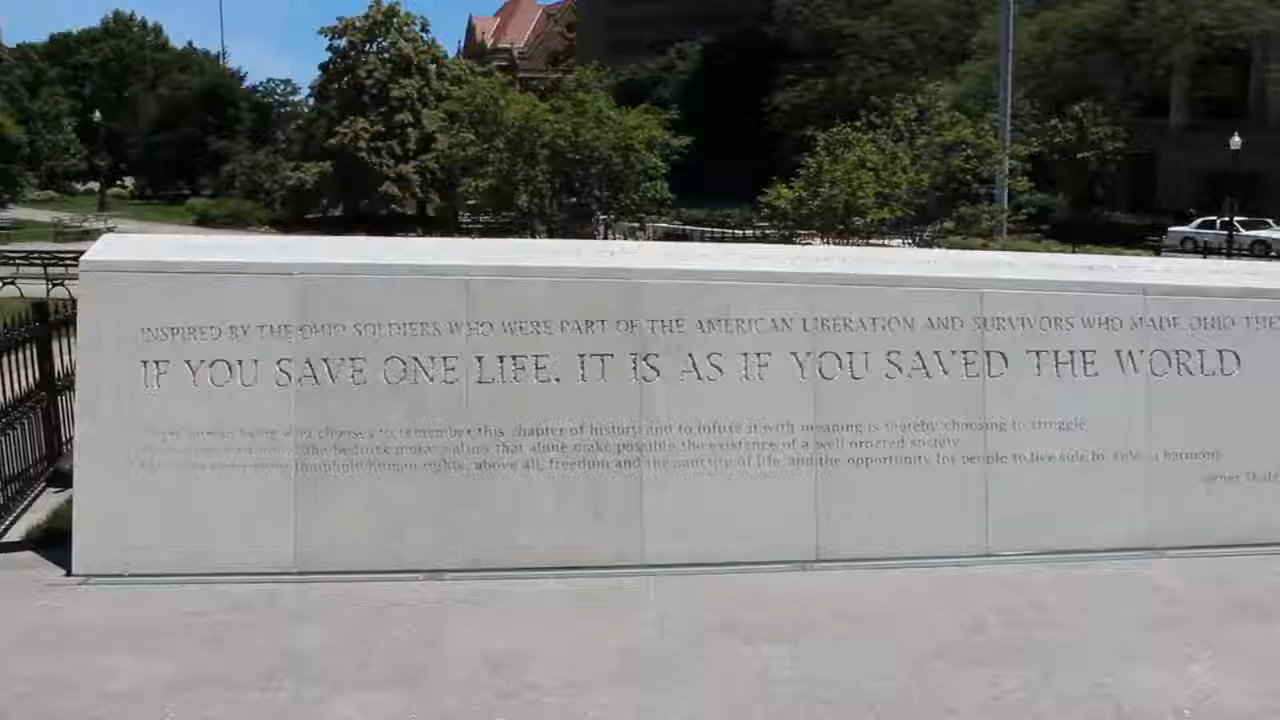 INSPIRED BY THE OHIO SOLDIERS WHO WERE PART OF THE AMERICAN LIBERATION AND SURVIVORS WHO MADE OHIO THE
IF YOU SAVE ONE LIFE, IT IS AS IF YOU SAVED THE WORLD
human being who chooses to remember this chapter of history and to infuse it with meaning is thereby choosing to struggle
the bedrock moral values that alone make possible the existence of a well ordered society
to uphold human rights, above all, freedom and the sanctity of life, and the opportunity for people to live side by side in harmony